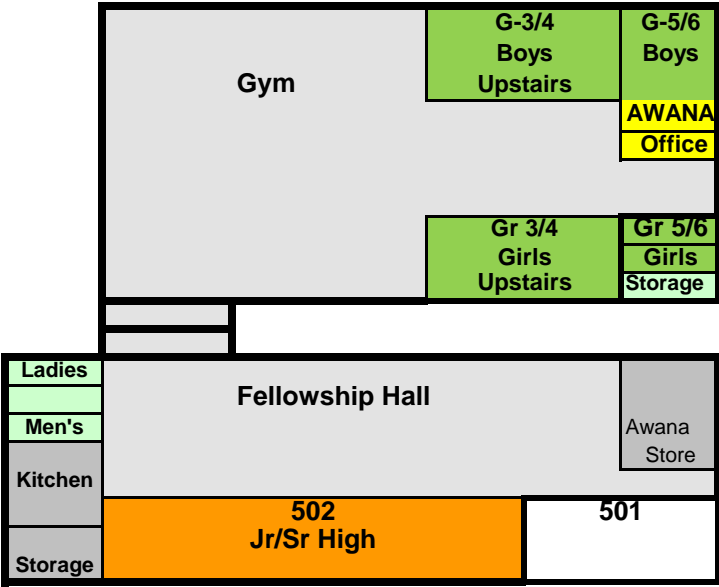 G-3/4
Boys
Upstairs
G-5/6
Boys
Gym
AWANA
Office
Gr 3/4
Girls
Upstairs
Gr 5/6
Girls
Storage
Ladies
Fellowship Hall
Men's
Awana
Store
Kitchen
502
Jr/Sr High
501
Storage